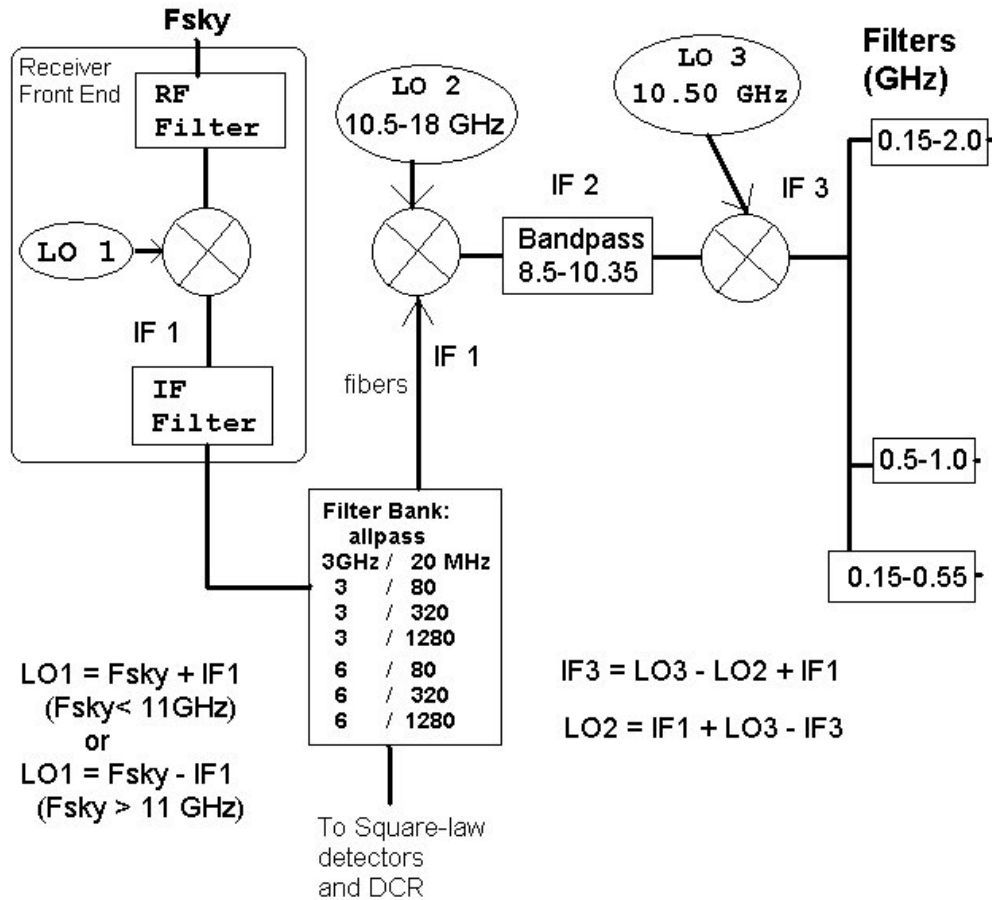 Fsky
Receiver
Front End
RF
Filter
LO 1
IF 1
IF
Filter
LO 2
10.5-18 GHz
IF 2
Bandpass
8.5-10.35
LO 3
10.50 GHz
IF 3
Filters
(GHz)
0.15-2.0
0.5-1.0
0.15-0.55
IF 1
fibers
Filter Bank:
allpass
3GHz / 20 MHz
3 / 80
3 / 320
3 / 1280
6 / 80
6 / 320
6 / 1280
To Square-law
detectors
and DCR
LO1 = Fsky + IF1
(Fsky< 11GHz)
or
LO1 = Fsky - IF1
(Fsky > 11 GHz)
IF3 = LO3 - LO2 + IF1
LO2 = IF1 + LO3 - IF3